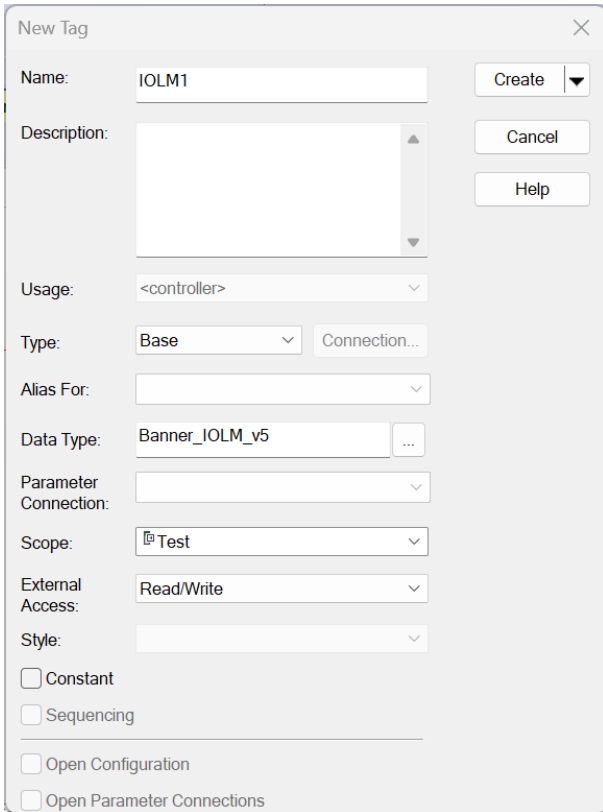 New Tag
Name:
IOLM1
Create
Description:
Cancel
Help
Usage:
<controller>
Type:
Base
Connection...
Alias For:
Data Type:
Banner_IOLM_v5
...
Parameter
Connection:
Scope:
Test
External
Access:
Read/Write
Style:
Constant
Sequencing
Open Configuration
Open Parameter Connections